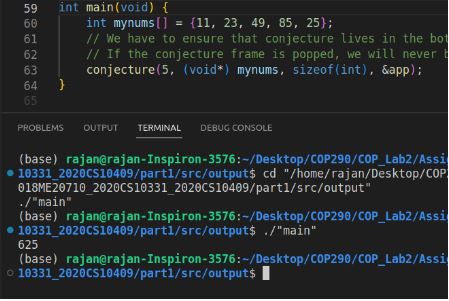 59 int main(void) {
60 int mynums[] = {11, 23, 49, 85, 25};
61 // We have to ensure that conjecture lives in the bot
62 // If the conjecture frame is popped, we will never b
63 conjecture(5, (void*) mynums, sizeof(int), &app);
64 }
65
PROBLEMS OUTPUT TERMINAL DEBUG CONSOLE
(base) rajan@rajan-Inspiron-3576:~/Desktop/COP290/COP_Lab2/Assi
10331_2020CS10409/part1/src/output$ cd "/home/rajan/Desktop/COP2
018ME20710_2020CS10331_2020CS10409/part1/src/output"
./"main"
(base) rajan@rajan-Inspiron-3576:~/Desktop/COP290/COP_Lab2/Assi
10331_2020CS10409/part1/src/output$ ./"main"
625
(base) rajan@rajan-Inspiron-3576:~/Desktop/COP290/COP_Lab2/Assi
10331_2020CS10409/part1/src/output$